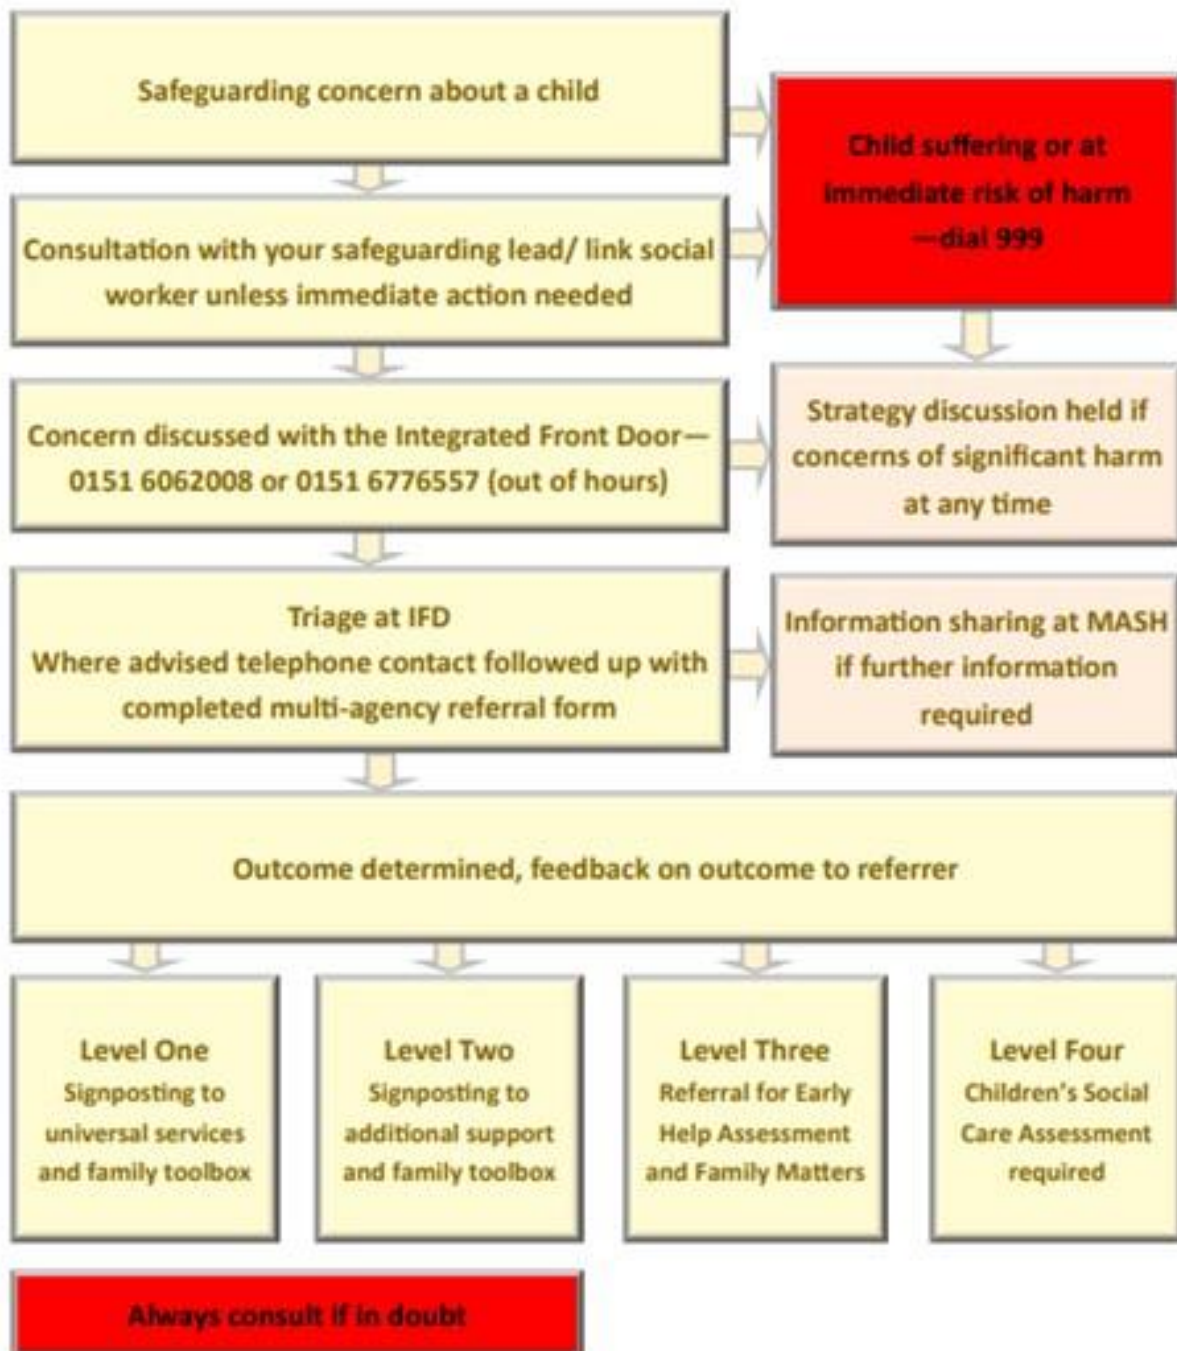 Safeguarding concern about a child
Child suffering or at
immediate risk of harm
—dial 999
Consultation with your safeguarding lead/ link social
worker unless immediate action needed
Concern discussed with the Integrated Front Door—
0151 6062008 or 0151 6776557 (out of hours)
Strategy discussion held if
concerns of significant harm
at any time
Triage at IFD
Where advised telephone contact followed up with
completed multi-agency referral form
Information sharing at MASH
if further information
required
Outcome determined, feedback on outcome to referrer
Level One
Signposting to
universal services
and family toolbox
Level Two
Signposting to
additional support
and family toolbox
Level Three
Referral for Early
Help Assessment
and Family Matters
Level Four
Children's Social
Care Assessment
required
Always consult if in doubt